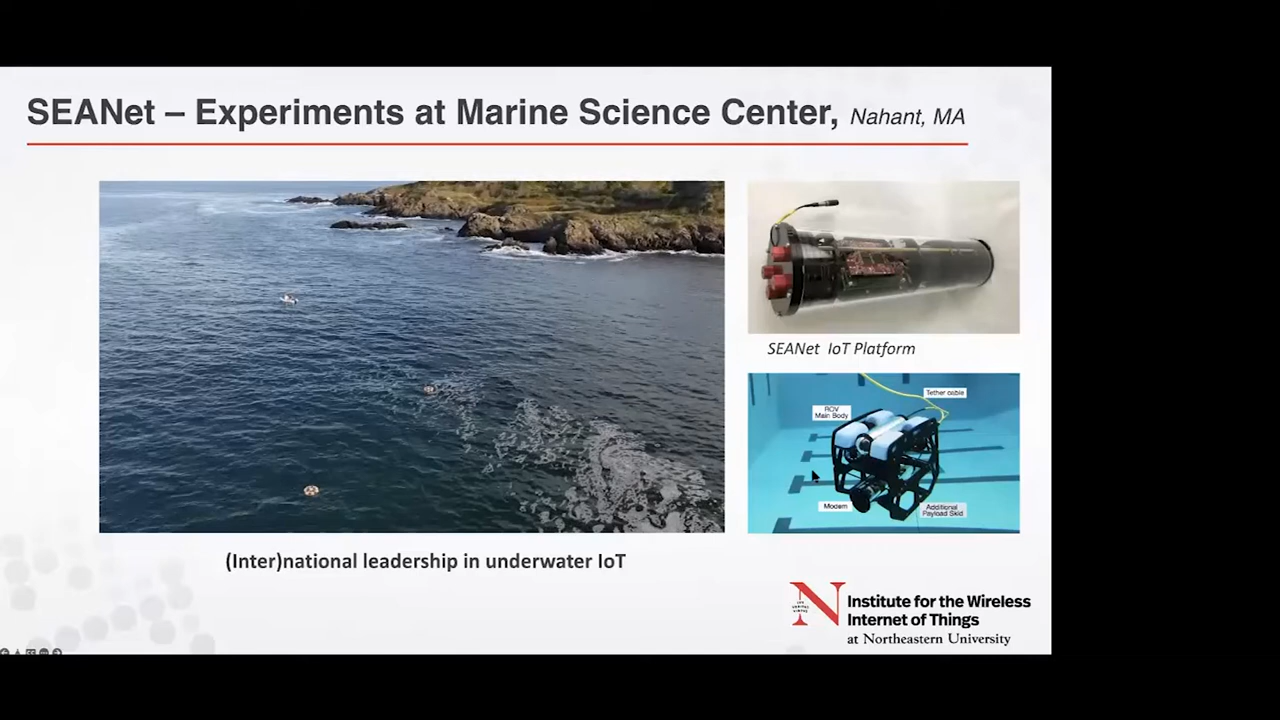 SEANet – Experiments at Marine Science Center, Nahant, MA
SEANet IoT Platform
Tether cable
ROV
Main Body
Modem
Additional
Payload Skid
(Inter)national leadership in underwater IoT
N
Institute for the Wireless
Internet of Things
at Northeastern University